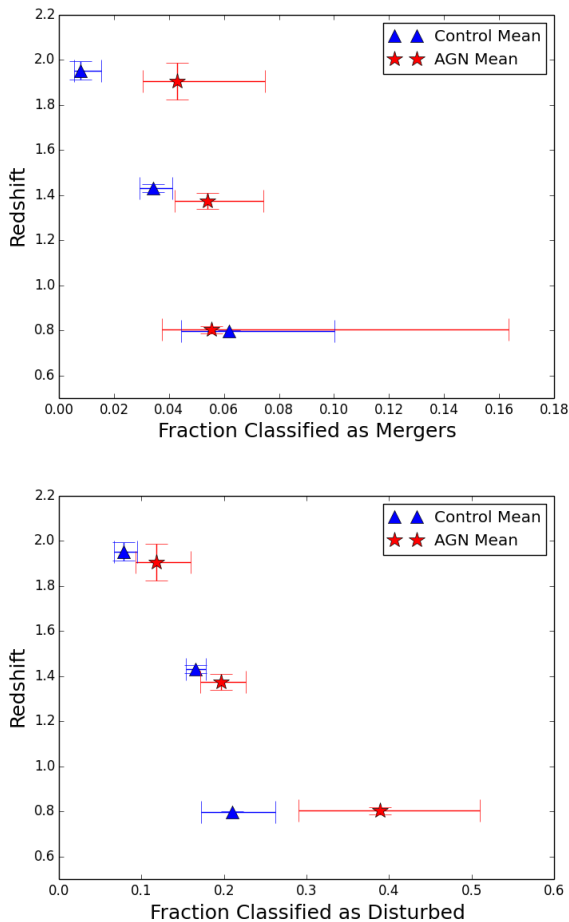 2.2
2.0
1.8
1.6
1.4
1.2
1.0
0.8
0.6
Redshift
Control Mean
AGN Mean
0.00 0.02 0.04 0.06 0.08 0.10 0.12 0.14 0.16 0.18
Fraction Classified as Mergers
2.2
2.0
1.8
1.6
1.4
1.2
1.0
0.8
0.6
Redshift
Control Mean
AGN Mean
0.0 0.1 0.2 0.3 0.4 0.5 0.6
Fraction Classified as Disturbed